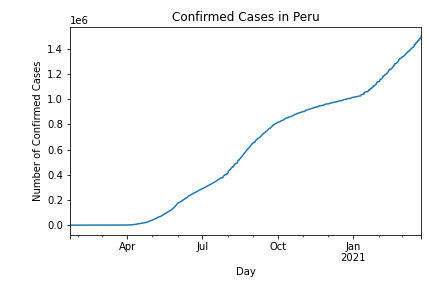 Confirmed Cases in Peru
1e6
Number of Confirmed Cases
1.4
1.2
1.0
0.8
0.6
0.4
0.2
0.0
Apr Jul Oct Jan
2021
Day